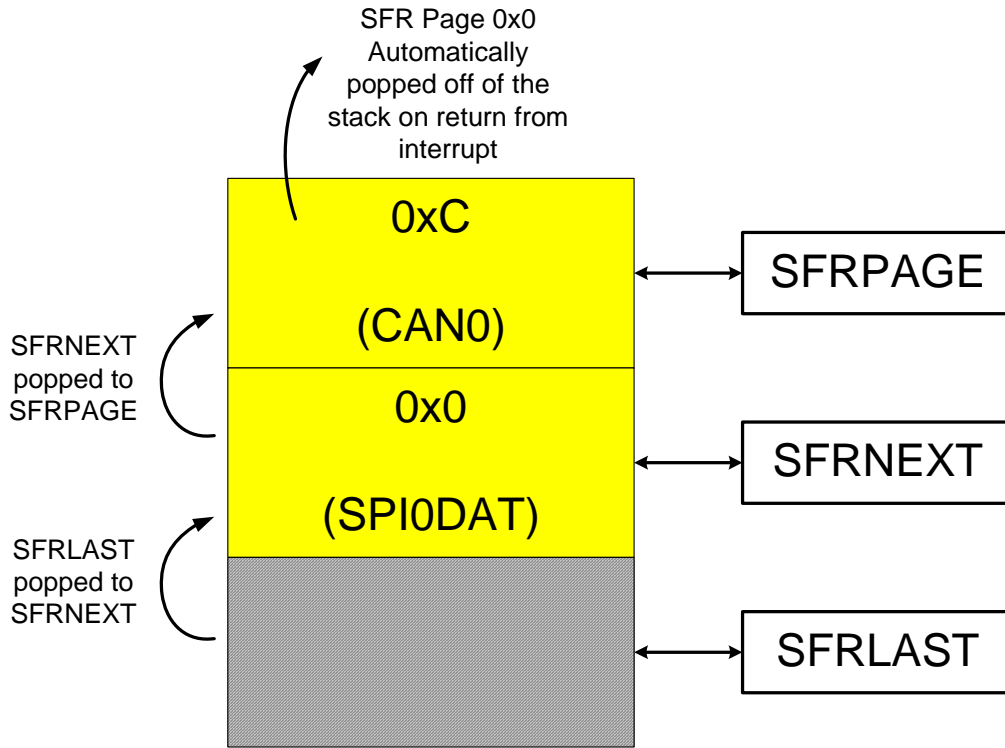 SFR Page 0x0
Automatically
popped off of the
stack on return from
interrupt
0xC
(CAN0)
SFRPAGE
SFRNEXT
popped to
SFRPAGE
0x0
(SPI0DAT)
SFRNEXT
SFRLAST
popped to
SFRNEXT
SFRLAST